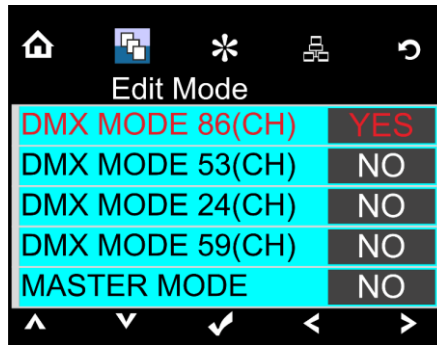 Edit Mode
DMX MODE 86(CH) YES
DMX MODE 53(CH) NO
DMX MODE 24(CH) NO
DMX MODE 59(CH) NO
MASTER MODE NO